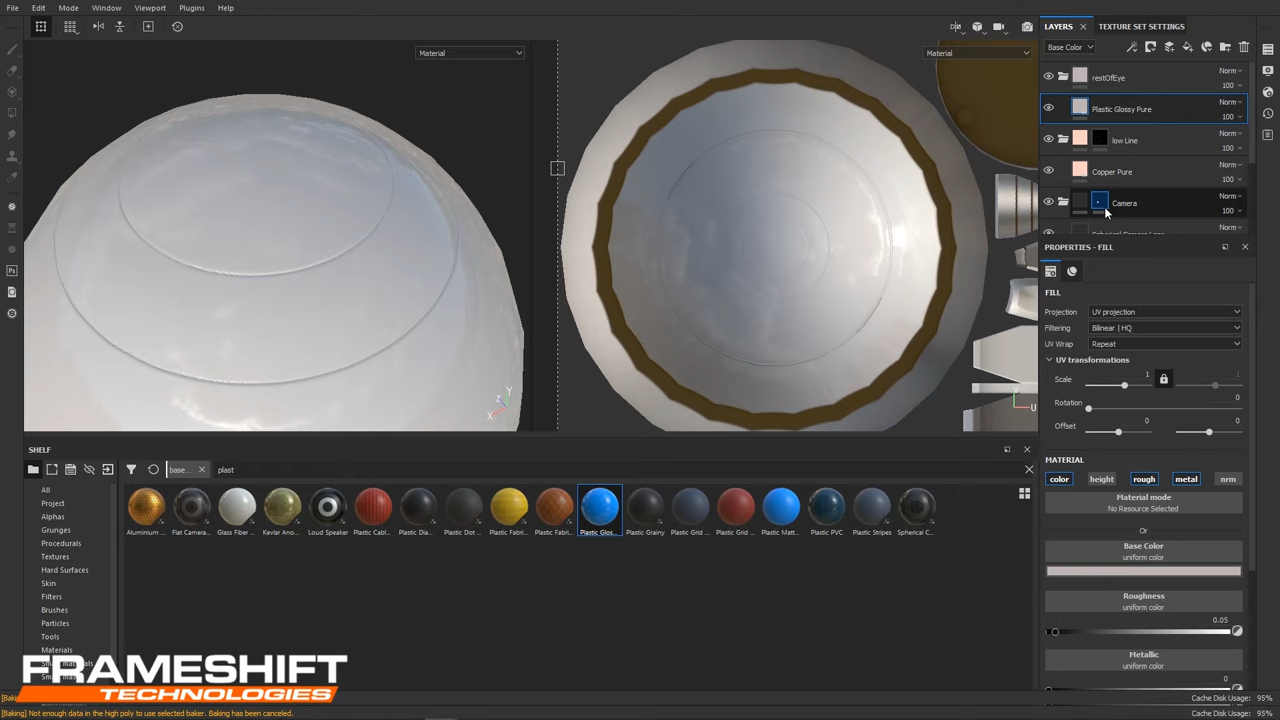 File Edit Mode Window Viewport Plugins Help
LAYERS TEXTURE SET SETTINGS
Material Material
Base Color
restOfEye Norm 100
Plastic Glossy Pure Norm 100
low Line Norm 100
Copper Pure Norm 100
Camera Norm 100
Norm
PROPERTIES - FILL
FILL
Projection UV projection
Filtering Bilinear | HQ
UV Wrap Repeat
UV transformations
Scale 1 1
Rotation 0
Offset 0 0
MATERIAL
color height rough metal nrm
Material mode
No Resource Selected
Or
Base Color
uniform color
Roughness
uniform color
0.05
Metallic
uniform color
0
Y
Z
X
U
SHELF
base... plast
All
Project
Alphas
Grunges
Procedurals
Textures
Hard Surfaces
Skin
Filters
Brushes
Particles
Tools
Materials
Aluminium ... Flat Camera... Glass Fiber ... Kevlar Ano... Loud Speaker Plastic Cabl... Plastic Dia... Plastic Dot ... Plastic Fabri... Plastic Fabri... Plastic Glos... Plastic Grainy Plastic Grid ... Plastic Grid ... Plastic Matt... Plastic PVC Plastic Stripes Spherical C...
FRAMESHIFT
TECHNOLOGIES
Cache Disk Usage: 95%
[Baking] Not enough data in the high poly to use selected baker. Baking has been canceled. Cache Disk Usage: 95%